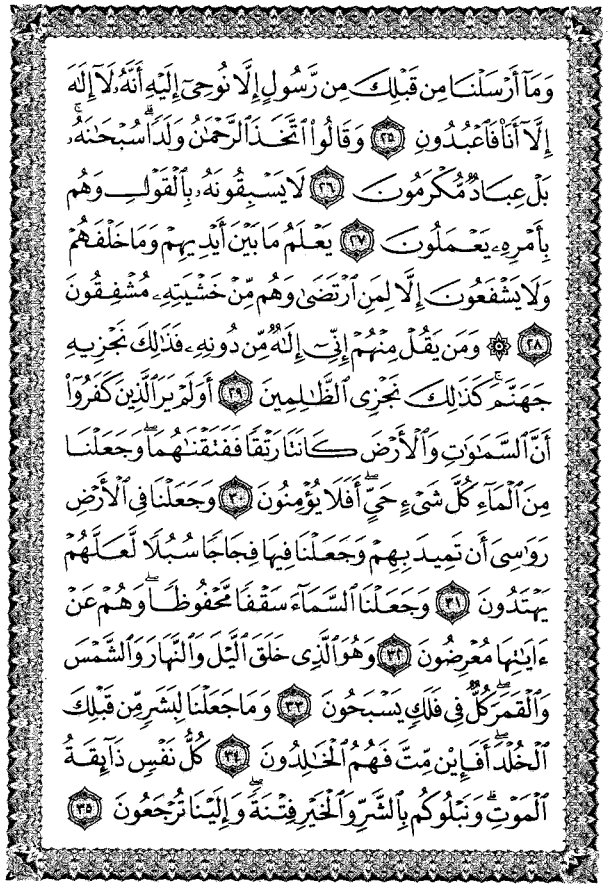 وَمَآ أَرْسَلْنَا مِن قَبْلِكَ مِن رَّسُولٍ إِلَّا نُوحِىٓ إِلَيْهِ أَنَّهُۥ لَآ إِلَٰهَ
إِلَّآ أَنَا۠ فَٱعْبُدُونِ ٢٥ وَقَالُوا۟ ٱتَّخَذَ ٱلرَّحْمَٰنُ وَلَدًا ۗ سُبْحَٰنَهُۥ ۚ
بَلْ عِبَادٌ مُّكْرَمُونَ ٢٦ لَا يَسْبِقُونَهُۥ بِٱلْقَوْلِ وَهُم
بِأَمْرِهِۦ يَعْمَلُونَ ٢٧ يَعْلَمُ مَا بَيْنَ أَيْدِيهِمْ وَمَا خَلْفَهُمْ
وَلَا يَشْفَعُونَ إِلَّا لِمَنِ ٱرْتَضَىٰ وَهُم مِّنْ خَشْيَتِهِۦ مُشْفِقُونَ
٢٨ ۞ وَمَن يَقُلْ مِنْهُمْ إِنِّىٓ إِلَٰهٌ مِّن دُونِهِۦ فَذَٰلِكَ نَجْزِيهِ
جَهَنَّمَ ۚ كَذَٰلِكَ نَجْزِى ٱلظَّٰلِمِينَ ٢٩ أَوَلَمْ يَرَ ٱلَّذِينَ كَفَرُوٓا۟
أَنَّ ٱلسَّمَٰوَٰتِ وَٱلْأَرْضَ كَانَتَا رَتْقًا فَفَتَقْنَٰهُمَا ۖ وَجَعَلْنَا
مِنَ ٱلْمَآءِ كُلَّ شَىْءٍ حَىٍّ ۖ أَفَلَا يُؤْمِنُونَ ٣٠ وَجَعَلْنَا فِى ٱلْأَرْضِ
رَوَٰسِىَ أَن تَمِيدَ بِهِمْ وَجَعَلْنَا فِيهَا فِجَاجًا سُبُلًا لَّعَلَّهُمْ
يَهْتَدُونَ ٣١ وَجَعَلْنَا ٱلسَّمَآءَ سَقْفًا مَّحْفُوظًا ۖ وَهُمْ عَنْ
ءَايَٰتِهَا مُعْرِضُونَ ٣٢ وَهُوَ ٱلَّذِى خَلَقَ ٱلَّيْلَ وَٱلنَّهَارَ وَٱلشَّمْسَ
وَٱلْقَمَرَ ۖ كُلٌّ فِى فَلَكٍ يَسْبَحُونَ ٣٣ وَمَا جَعَلْنَا لِبَشَرٍ مِّن قَبْلِكَ
ٱلْخُلْدَ ۖ أَفَإِي۟ن مِّتَّ فَهُمُ ٱلْخَٰلِدُونَ ٣٤ كُلُّ نَفْسٍ ذَآئِقَةُ
ٱلْمَوْتِ ۗ وَنَبْلُوكُم بِٱلشَّرِّ وَٱلْخَيْرِ فِتْنَةً ۖ وَإِلَيْنَا تُرْجَعُونَ ٣٥